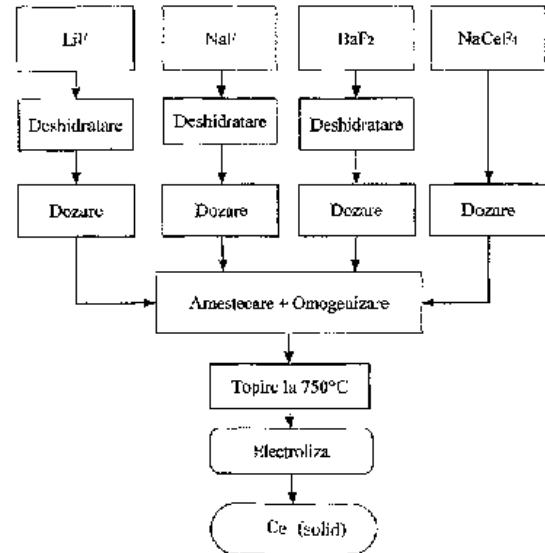 LiF
NaF
BaF₂
NaCeF₄
Deshidratare
Deshidratare
Deshidratare
Dozare
Dozare
Dozare
Dozare
Amestecare + Omogenizare
Topire la 750°C
Electroliza
Ce (solid)